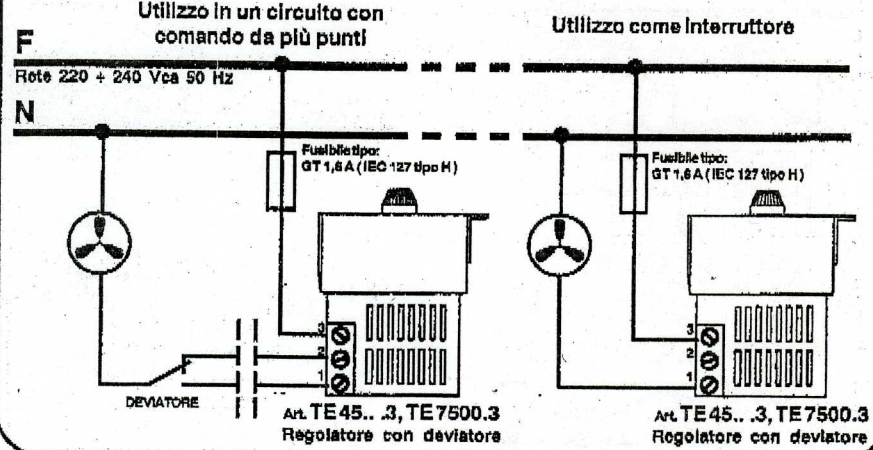 Utilizzo in un circuito con
comando da più punti
Utilizzo come interruttore
F
Rete 220 ÷ 240 Vca 50 Hz
N
Fusibile tipo:
GT 1,6 A (IEC 127 tipo H)
Fusibile tipo:
GT 1,6 A (IEC 127 tipo H)
3
2
1
3
2
1
DEVIATORE
Art. TE45.. .3, TE7500.3
Regolatore con deviatore
Art. TE45.. .3, TE7500.3
Regolatore con deviatore